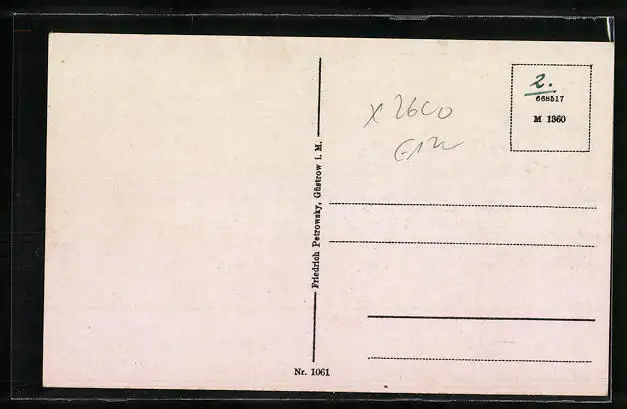 2.
668517
M 1360
x 2600
Friedrich Petrowsky, Güstrow i. M.
Nr. 1061